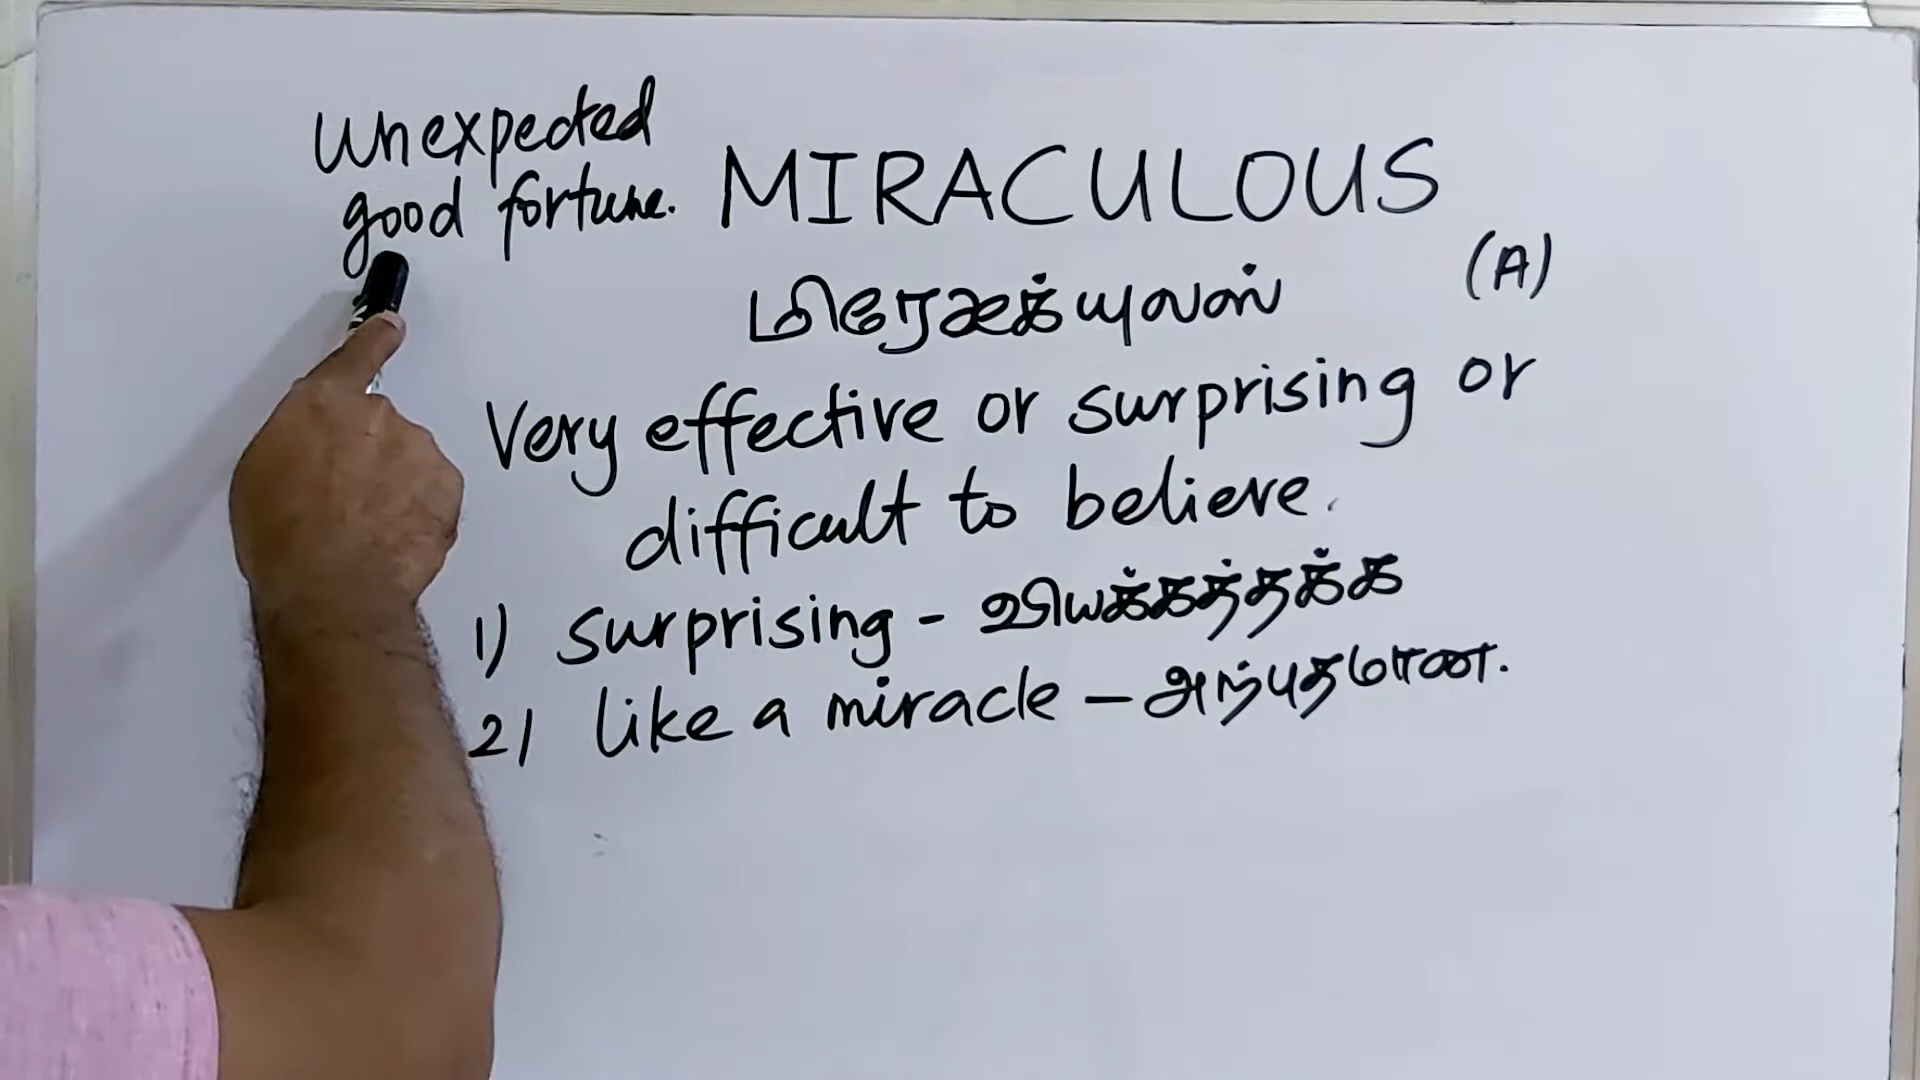 Unexpected
good fortune.
MIRACULOUS
(A)
மிரேக்யுலஸ்
Very effective or surprising or
difficult to believe.
1) surprising - வியக்கத்தக்க
2) like a miracle - அற்புதமான.